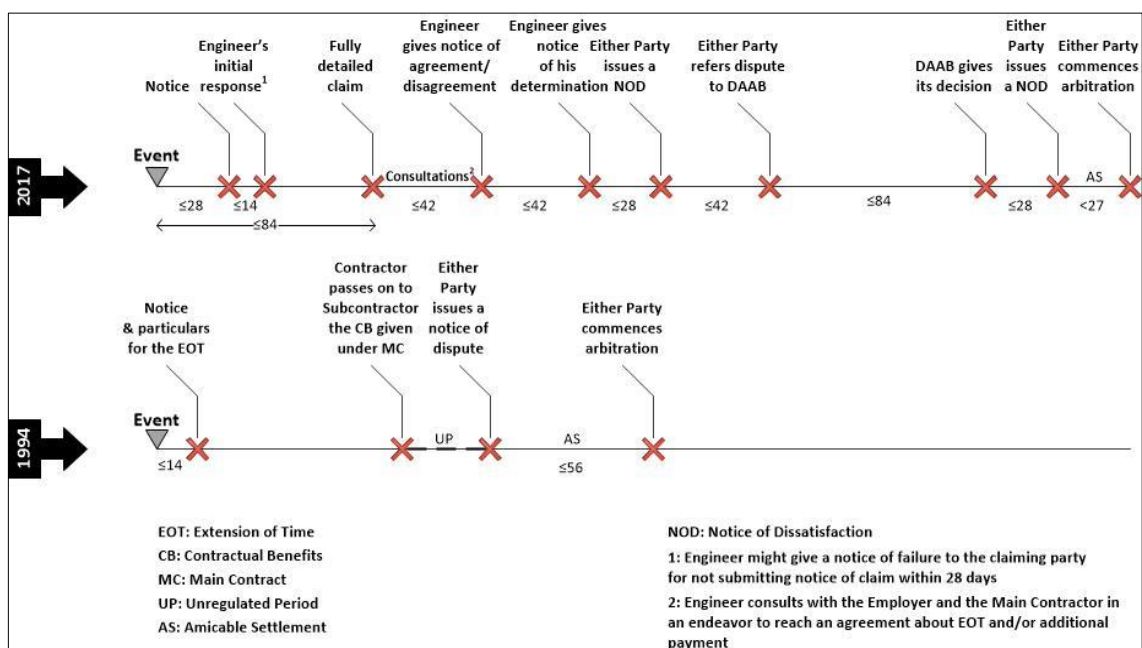 Engineer's
initial
response¹
Notice
Fully
detailed
claim
Engineer
gives notice of
agreement/
disagreement
Engineer gives
notice
of his
determination
Either Party
issues a
NOD
Either Party
refers dispute
to DAAB
DAAB gives
its decision
Either
Party
issues
a NOD
Either Party
commences
arbitration
2017
Event
Consultations²
AS
≤28
≤14
≤84
≤42
≤42
≤28
≤42
≤84
≤28
<27
Notice
& particulars
for the EOT
Contractor
passes on to
Subcontractor
the CB given
under MC
Either
Party
issues a
notice of
dispute
Either Party
commences
arbitration
1994
Event
UP
AS
≤14
≤56
EOT: Extension of Time
CB: Contractual Benefits
MC: Main Contract
UP: Unregulated Period
AS: Amicable Settlement
NOD: Notice of Dissatisfaction
1: Engineer might give a notice of failure to the claiming party
for not submitting notice of claim within 28 days
2: Engineer consults with the Employer and the Main Contractor in
an endeavor to reach an agreement about EOT and/or additional
payment